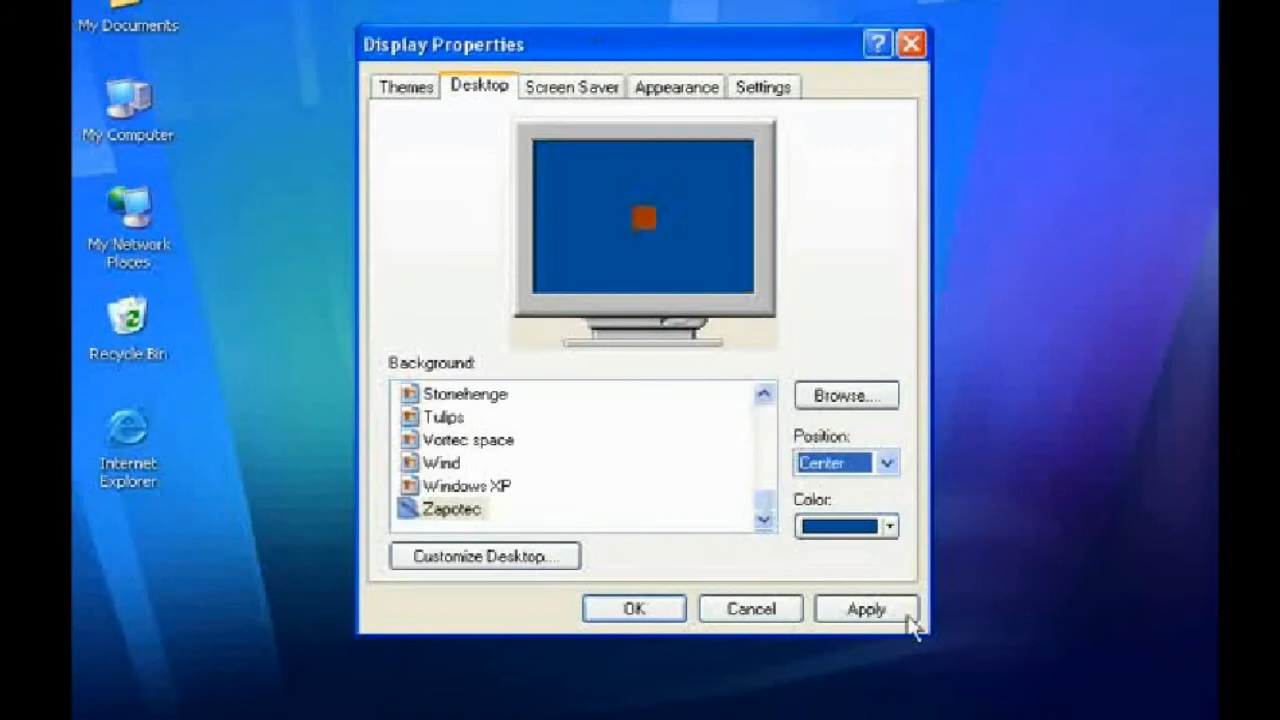 My Documents
My Computer
My Network
Places
Recycle Bin
Internet
Explorer
Display Properties
?
Themes
Desktop
Screen Saver
Appearance
Settings
Background:
Stonehenge
Tulips
Vortec space
Wind
Windows XP
Zapotec
Browse...
Position:
Center
Color:
Customize Desktop...
OK
Cancel
Apply